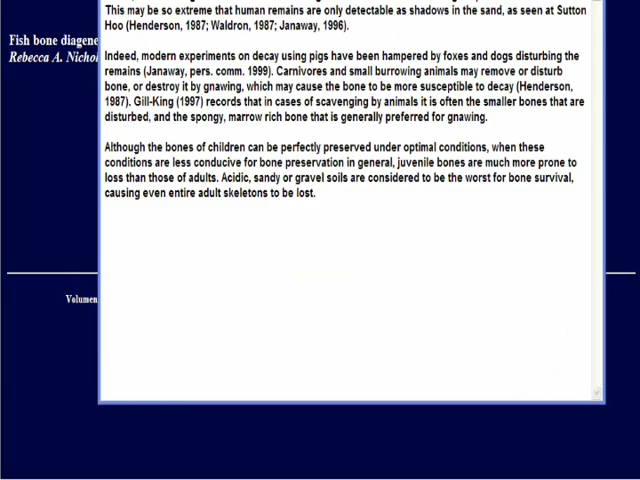 This may be so extreme that human remains are only detectable as shadows in the sand, as seen at Sutton
Hoo (Henderson, 1987; Waldron, 1987; Janaway, 1996).
Fish bone diagene
Rebecca A. Nichol
Indeed, modern experiments on decay using pigs have been hampered by foxes and dogs disturbing the
remains (Janaway, pers. comm. 1999). Carnivores and small burrowing animals may remove or disturb
bone, or destroy it by gnawing, which may cause the bone to be more susceptible to decay (Henderson,
1987). Gill-King (1997) records that in cases of scavenging by animals it is often the smaller bones that are
disturbed, and the spongy, marrow rich bone that is generally preferred for gnawing.
Although the bones of children can be perfectly preserved under optimal conditions, when these
conditions are less conducive for bone preservation in general, juvenile bones are much more prone to
loss than those of adults. Acidic, sandy or gravel soils are considered to be the worst for bone survival,
causing even entire adult skeletons to be lost.
Volumen